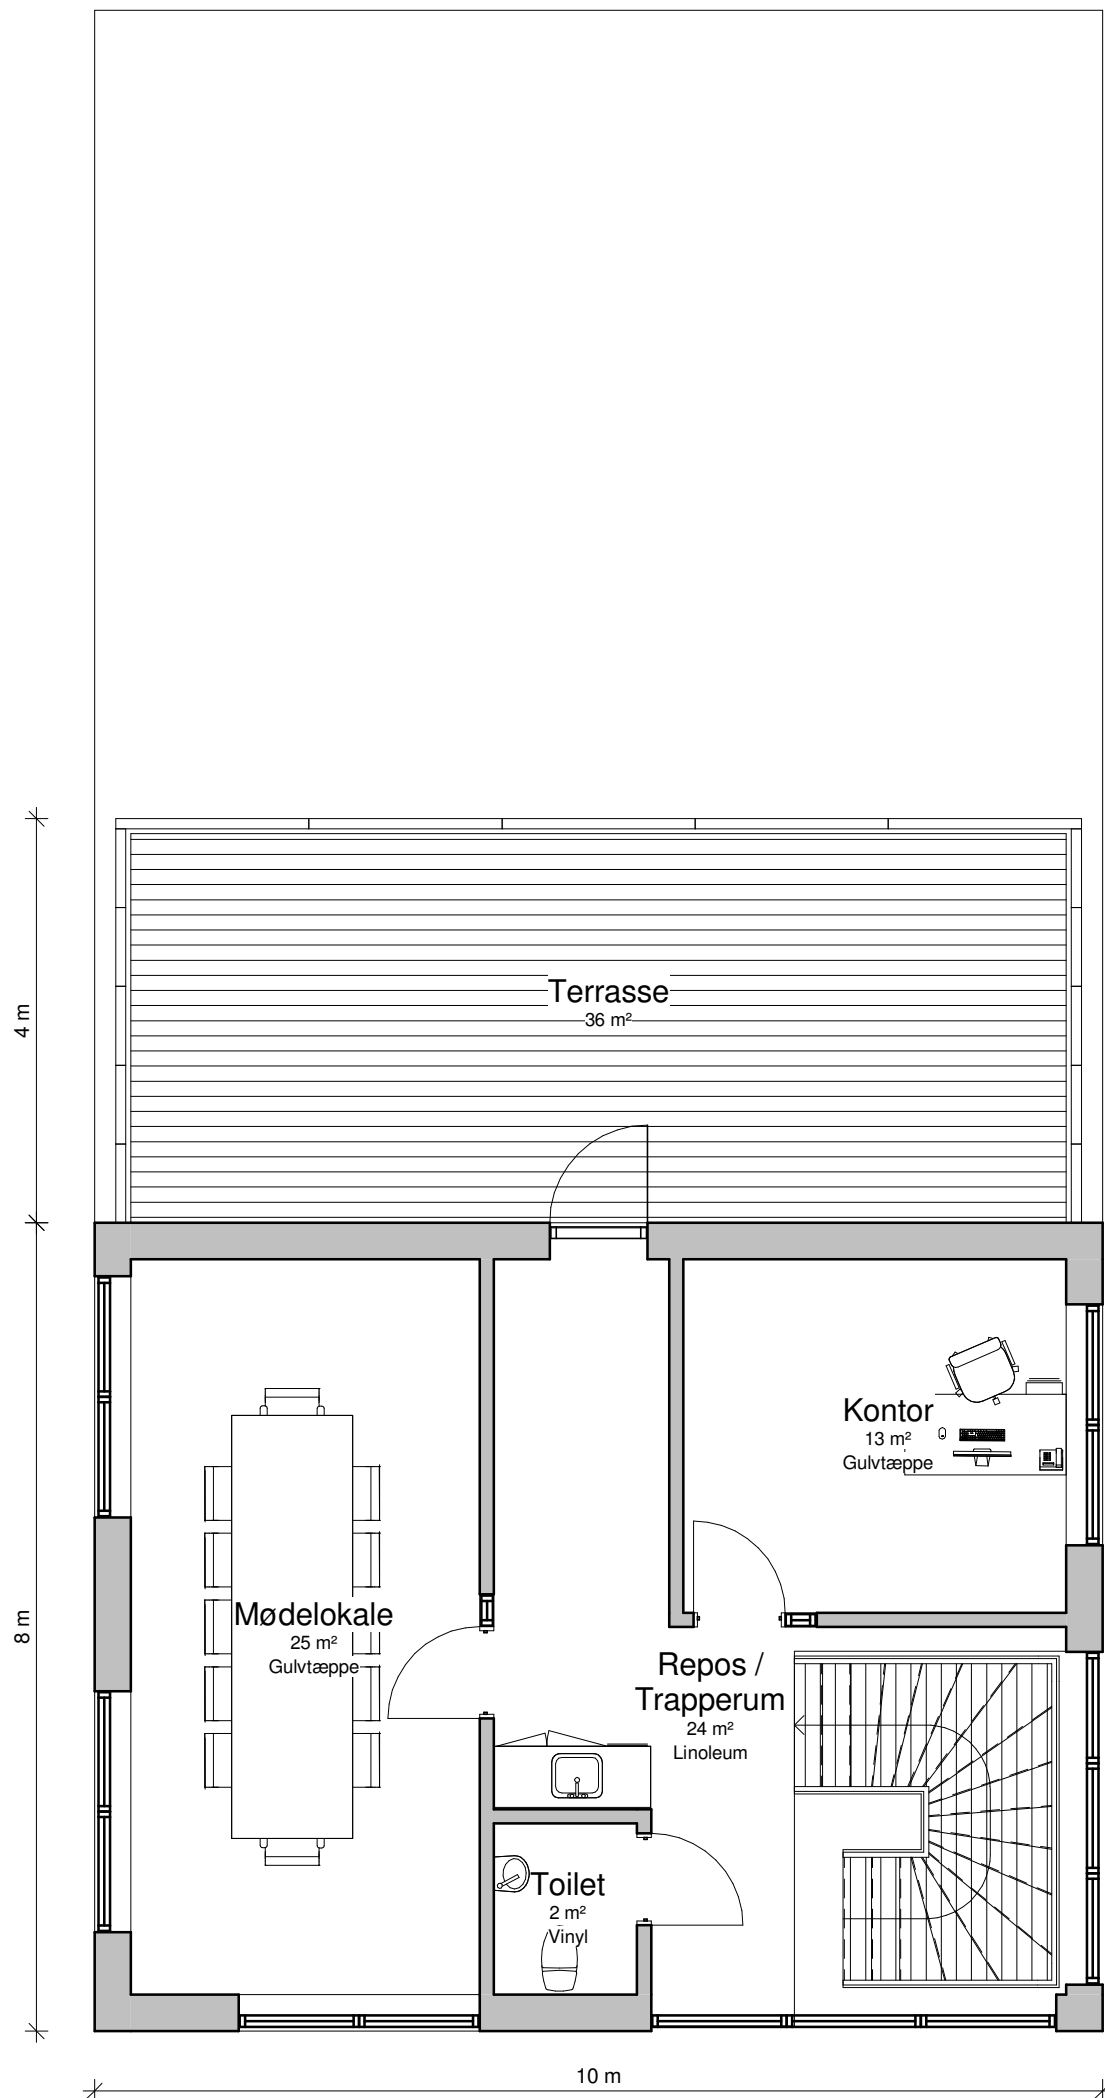 4 m
Terrasse
36 m²
8 m
Kontor
13 m²
Gulvtæppe
Mødelokale
25 m²
Gulvtæppe
Repos /
Trapperum
24 m²
Linoleum
Toilet
2 m²
Vinyl
10 m